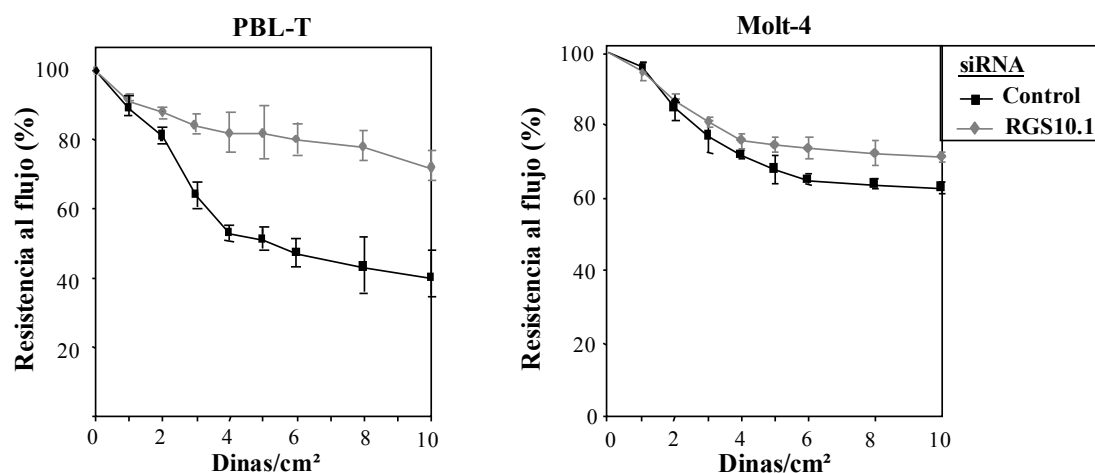 PBL-T
Resistencia al flujo (%)
100
80
60
40
20
0 2 4 6 8 10
Dinas/cm²
Molt-4
Resistencia al flujo (%)
100
80
60
40
20
0
0 2 4 6 8 10
Dinas/cm²
siRNA
Control
RGS10.1